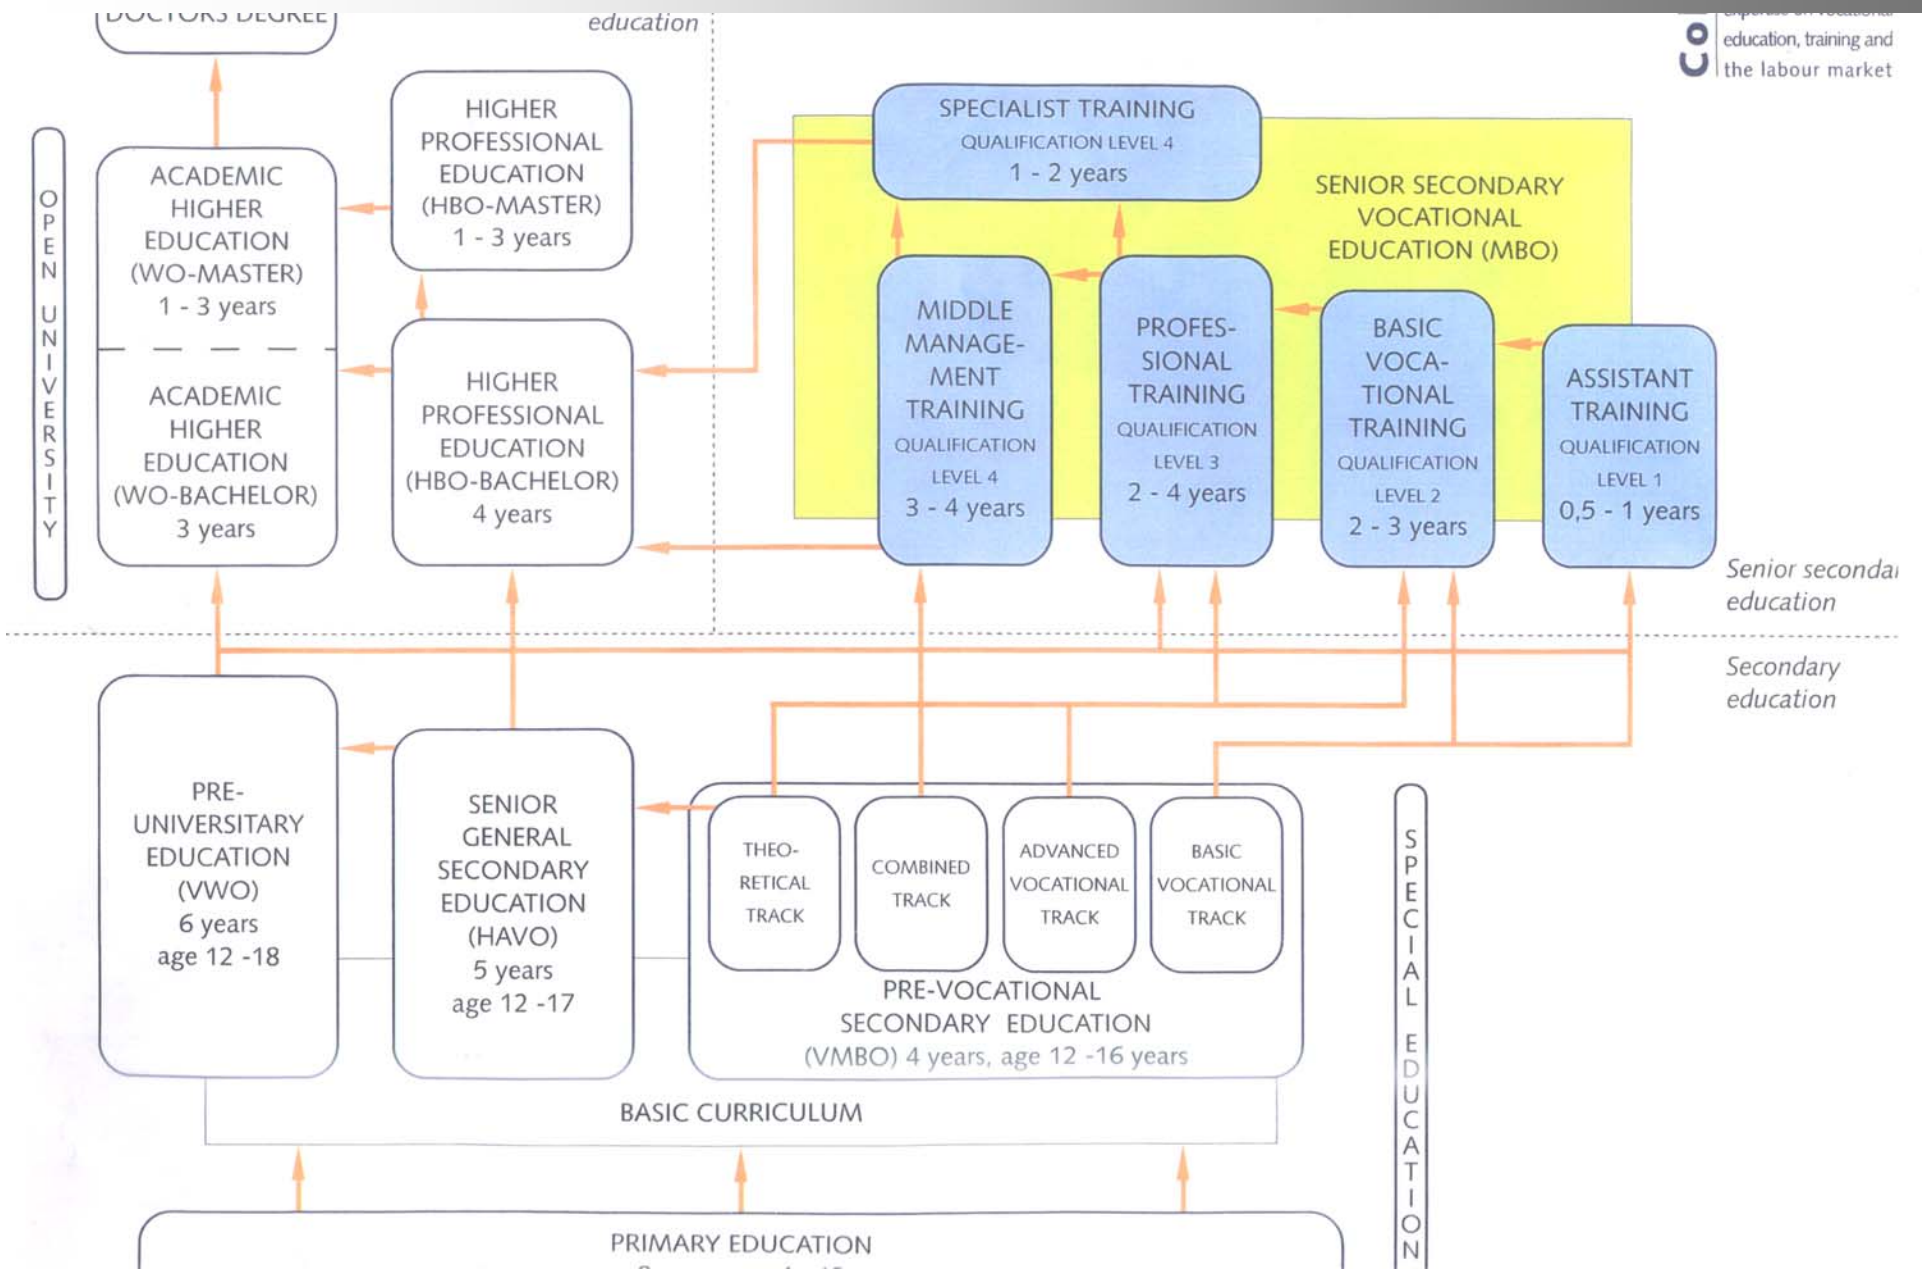 DOCTORS DEGREE
education
education, training and
the labour market
HIGHER
PROFESSIONAL
EDUCATION
(HBO-MASTER)
1 - 3 years
SPECIALIST TRAINING
QUALIFICATION LEVEL 4
1 - 2 years
SENIOR SECONDARY
VOCATIONAL
EDUCATION (MBO)
OPEN UNIVERSITY
ACADEMIC
HIGHER
EDUCATION
(WO-MASTER)
1 - 3 years
ACADEMIC
HIGHER
EDUCATION
(WO-BACHELOR)
3 years
HIGHER
PROFESSIONAL
EDUCATION
(HBO-BACHELOR)
4 years
MIDDLE
MANAGE-
MENT
TRAINING
QUALIFICATION
LEVEL 4
3 - 4 years
PROFES-
SIONAL
TRAINING
QUALIFICATION
LEVEL 3
2 - 4 years
BASIC
VOCA-
TIONAL
TRAINING
QUALIFICATION
LEVEL 2
2 - 3 years
ASSISTANT
TRAINING
QUALIFICATION
LEVEL 1
0,5 - 1 years
Senior secondar
education
Secondary
education
PRE-
UNIVERSITARY
EDUCATION
(VWO)
6 years
age 12 -18
SENIOR
GENERAL
SECONDARY
EDUCATION
(HAVO)
5 years
age 12 -17
THEO-
RETICAL
TRACK
COMBINED
TRACK
ADVANCED
VOCATIONAL
TRACK
BASIC
VOCATIONAL
TRACK
PRE-VOCATIONAL
SECONDARY EDUCATION
(VMBO) 4 years, age 12 -16 years
SPECIAL EDUCATION
BASIC CURRICULUM
PRIMARY EDUCATION